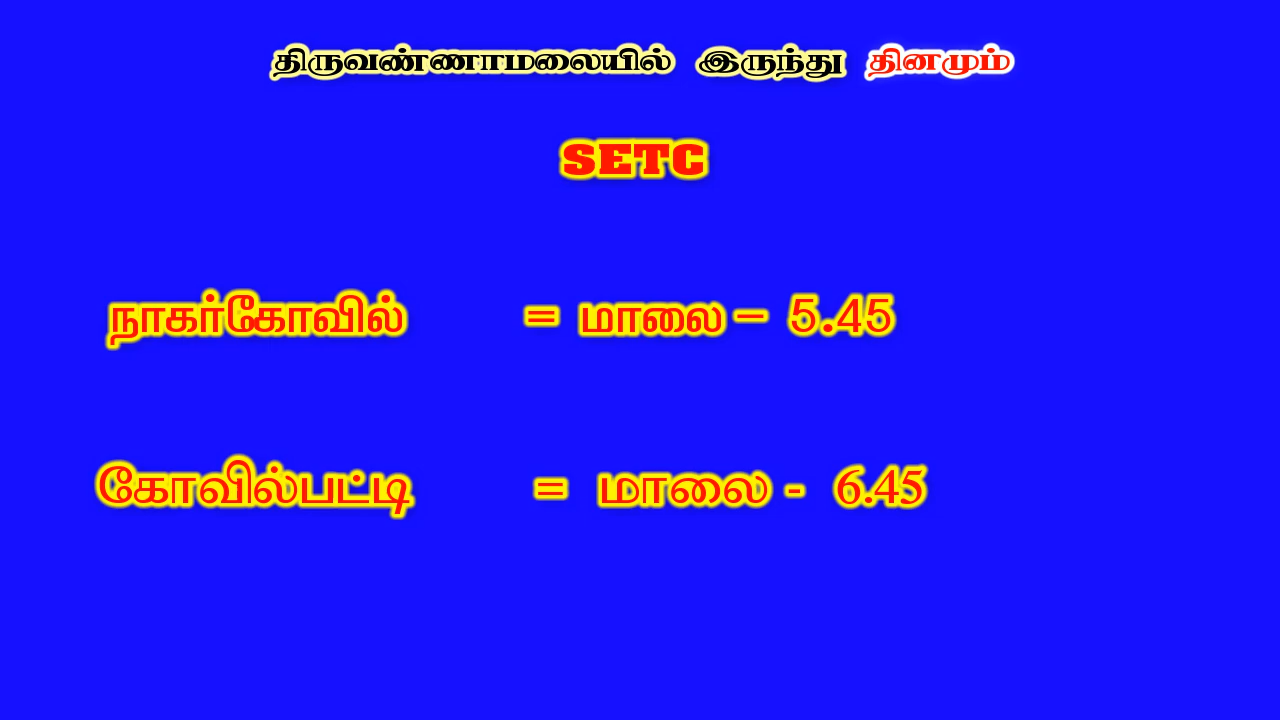 திருவண்ணாமலையில் இருந்து தினமும்
SETC
நாகர்கோவில் = மாலை – 5.45
கோவில்பட்டி = மாலை - 6.45